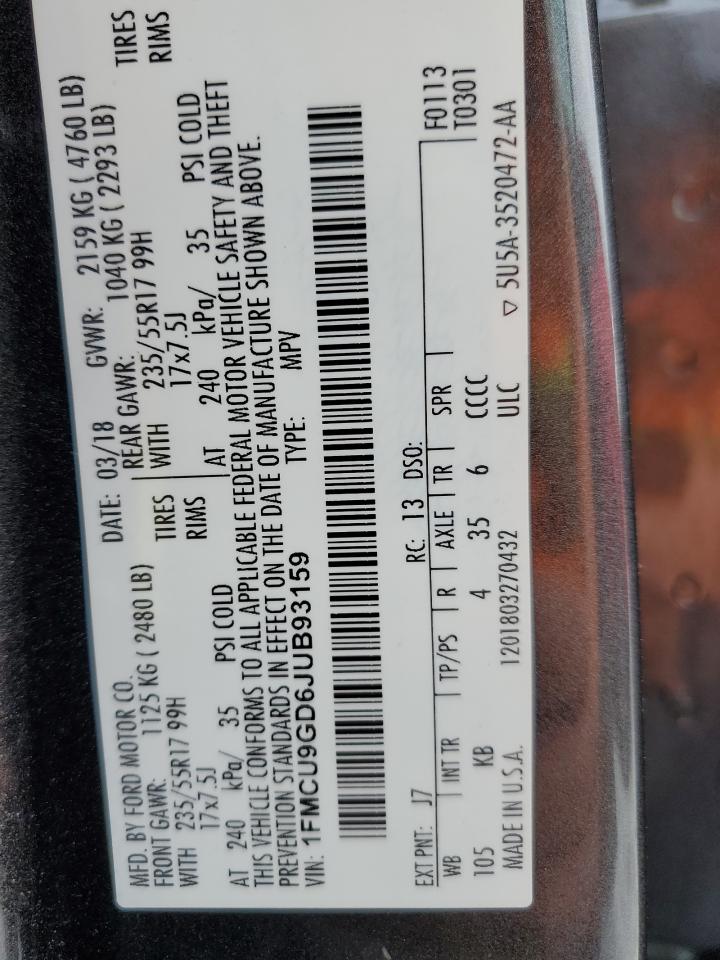 MFD. BY FORD MOTOR CO. DATE: 03/18 GVWR: 2159 KG ( 4760 LB)
FRONT GAWR: 1125 KG ( 2480 LB) REAR GAWR: 1040 KG ( 2293 LB)
WITH 235/55R17 99H TIRES WITH 235/55R17 99H TIRES
17x7.5J RIMS 17x7.5J RIMS
AT 240 kPa/ 35 PSI COLD AT 240 kPa/ 35 PSI COLD
THIS VEHICLE CONFORMS TO ALL APPLICABLE FEDERAL MOTOR VEHICLE SAFETY AND THEFT
PREVENTION STANDARDS IN EFFECT ON THE DATE OF MANUFACTURE SHOWN ABOVE.
VIN: 1FMCU9GD6JUB93159 TYPE: MPV
EXT PNT: J7 RC: 13 DSO: F0113
WB INT TR TP/PS R AXLE TR SPR T0301
105 KB 4 35 6 CCCC
MADE IN U.S.A. 1201803270432 ULC ▽ 5U5A-3520472-AA